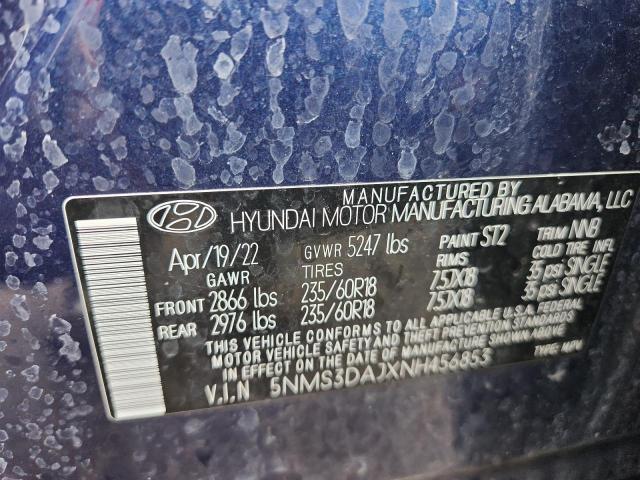 MANUFACTURED BY
HYUNDAI MOTOR MANUFACTURING ALABAMA, LLC
Apr/19/22 GVWR 5247 lbs PAINT ST2 TRIM NNB
GAWR TIRES RIMS COLD TIRE INFL
FRONT 2866 lbs 235/60R18 7.5JX18 35 psi SINGLE
REAR 2976 lbs 235/60R18 7.5JX18 35 psi SINGLE
THIS VEHICLE CONFORMS TO ALL APPLICABLE U.S.A. FEDERAL
MOTOR VEHICLE SAFETY AND THEFT PREVENTION STANDARDS
IN EFFECT ON THE DATE OF MANUFACTURE SHOWN ABOVE
V.I.N 5NMS3DAJXNH456853 TYPE: MPV